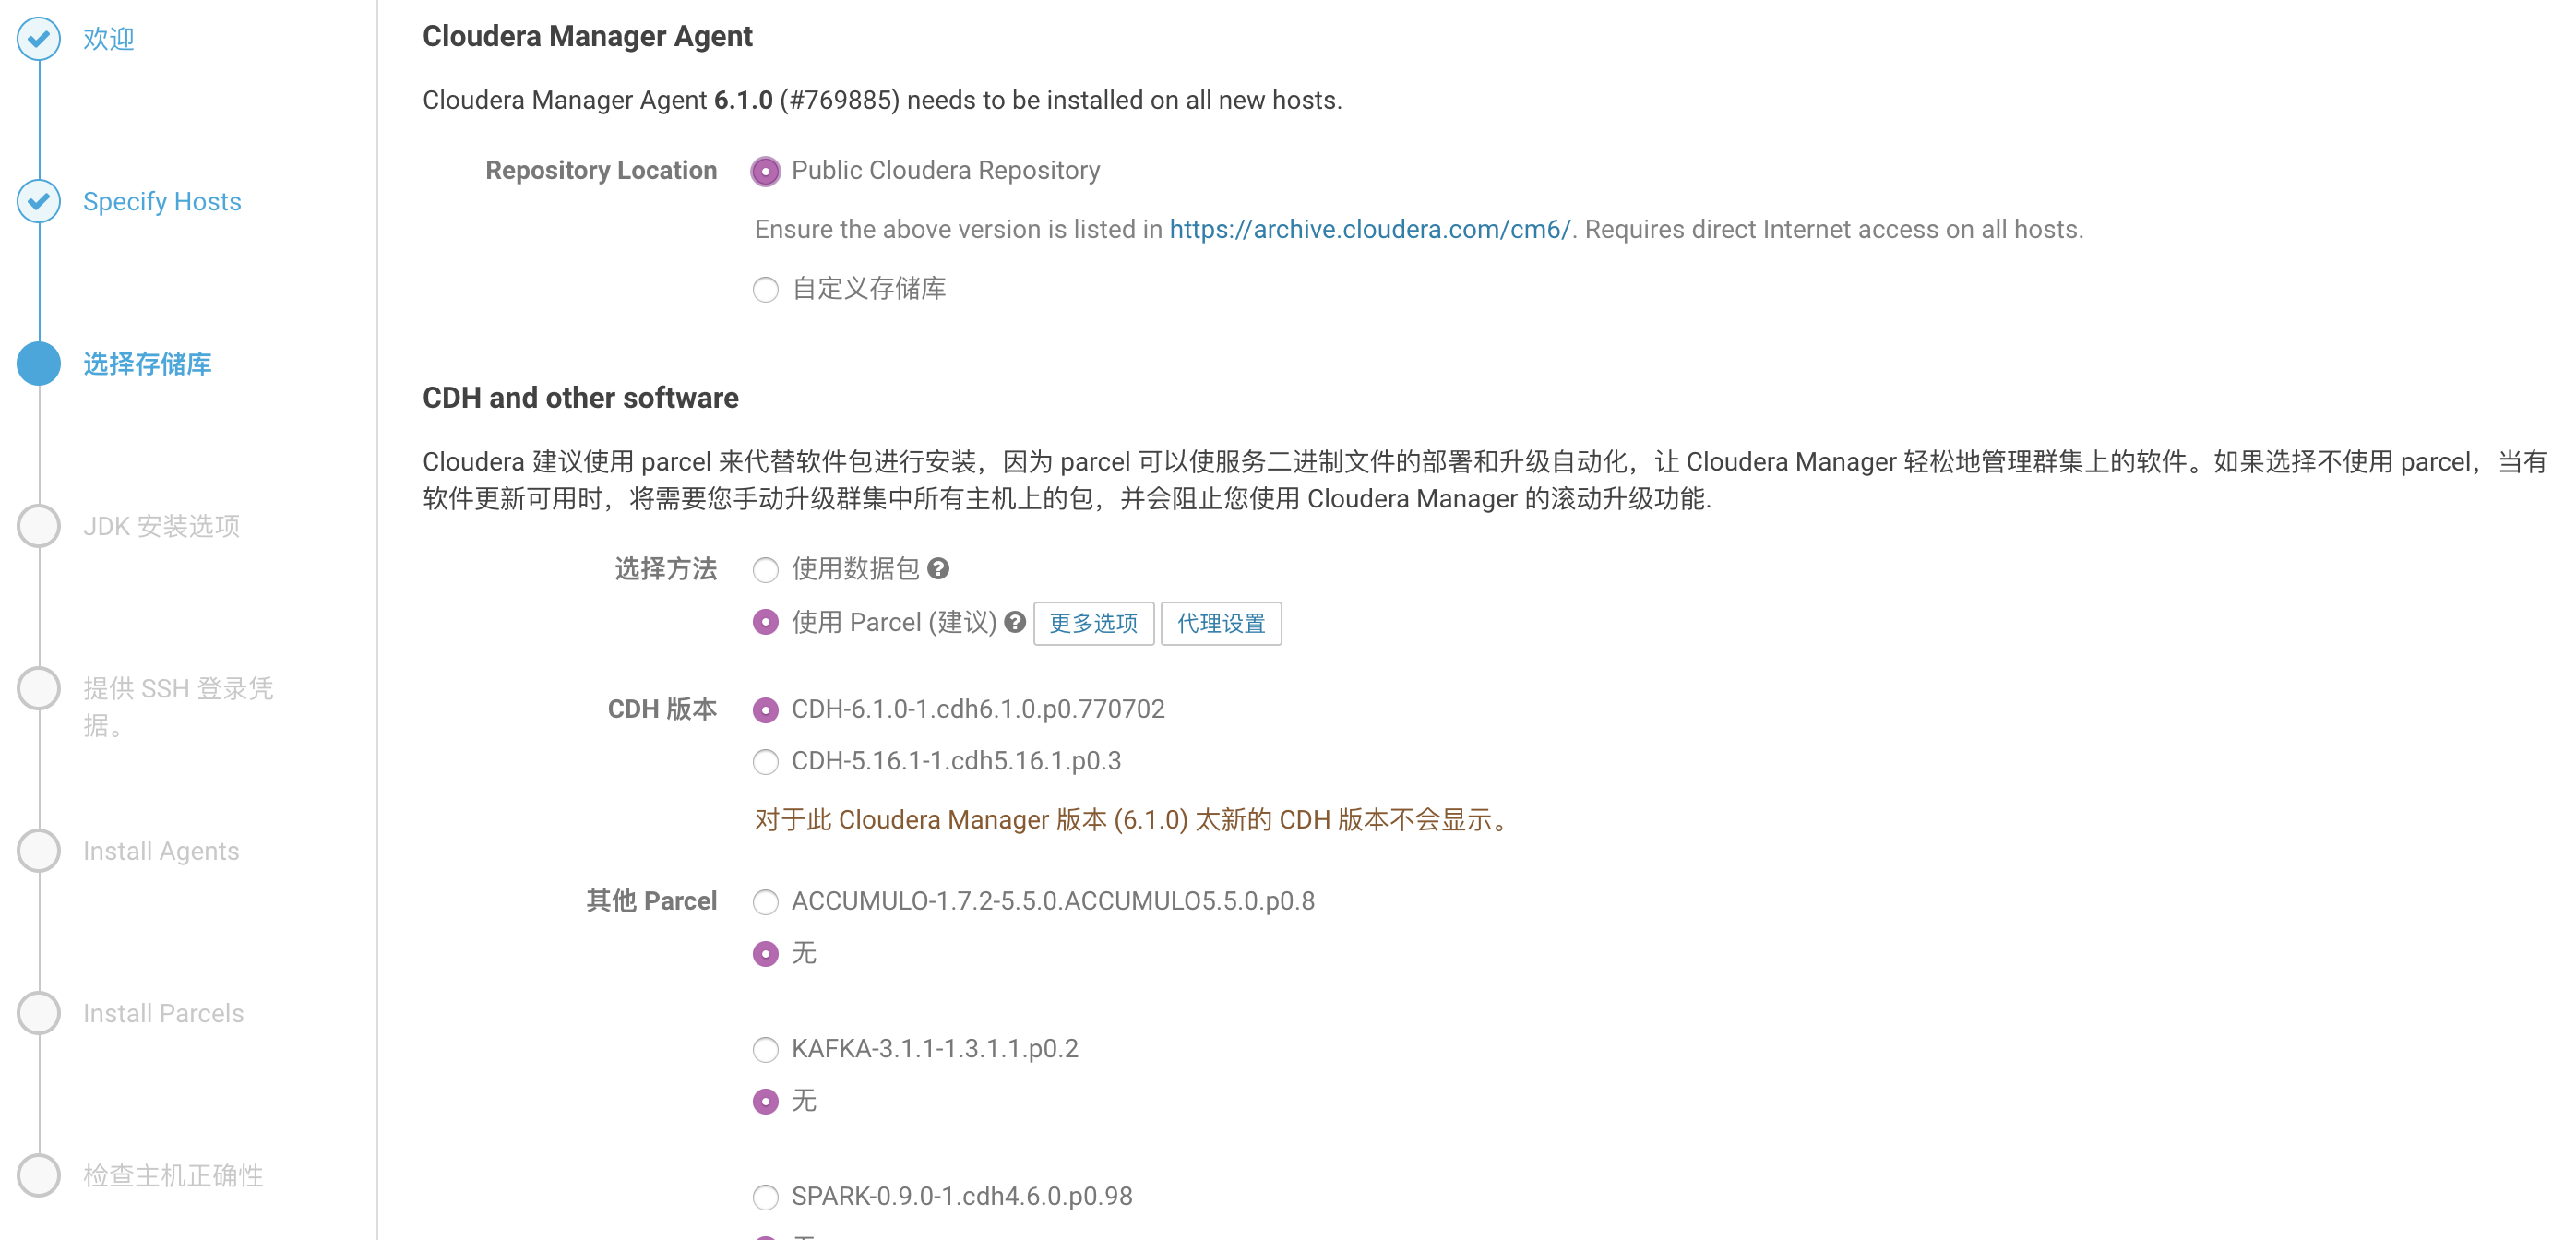 欢迎
Specify Hosts
选择存储库
JDK 安装选项
提供 SSH 登录凭
据。
Install Agents
Install Parcels
检查主机正确性
Cloudera Manager Agent
Cloudera Manager Agent 6.1.0 (#769885) needs to be installed on all new hosts.
Repository Location
Public Cloudera Repository
Ensure the above version is listed in https://archive.cloudera.com/cm6/. Requires direct Internet access on all hosts.
自定义存储库
CDH and other software
Cloudera 建议使用 parcel 来代替软件包进行安装，因为 parcel 可以使服务二进制文件的部署和升级自动化，让 Cloudera Manager 轻松地管理群集上的软件。如果选择不使用 parcel，当有
软件更新可用时，将需要您手动升级群集中所有主机上的包，并会阻止您使用 Cloudera Manager 的滚动升级功能.
选择方法
使用数据包
使用 Parcel (建议) 更多选项 代理设置
CDH 版本
CDH-6.1.0-1.cdh6.1.0.p0.770702
CDH-5.16.1-1.cdh5.16.1.p0.3
对于此 Cloudera Manager 版本 (6.1.0) 太新的 CDH 版本不会显示。
其他 Parcel
ACCUMULO-1.7.2-5.5.0.ACCUMULO5.5.0.p0.8
无
KAFKA-3.1.1-1.3.1.1.p0.2
无
SPARK-0.9.0-1.cdh4.6.0.p0.98